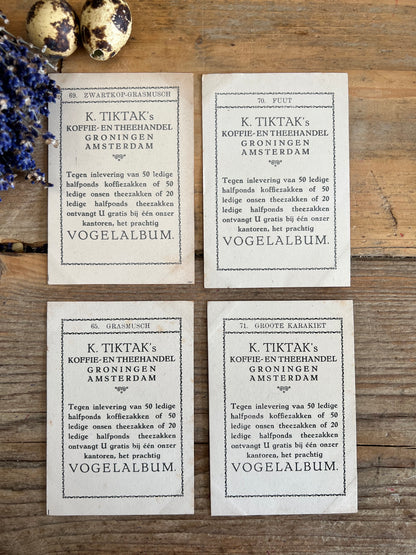 69. ZWARTKOP-GRASMUSCH
K. TIKTAK's
KOFFIE- EN THEEHANDEL
GRONINGEN
AMSTERDAM
Tegen inlevering van 50 ledige
halfponds koffiezakken of 50
ledige onsen theezakken of 20
ledige halfponds theezakken
ontvangt U gratis bij één onzer
kantoren, het prachtig
VOGELALBUM.
70. FUUT
K. TIKTAK's
KOFFIE- EN THEEHANDEL
GRONINGEN
AMSTERDAM
Tegen inlevering van 50 ledige
halfponds koffiezakken of 50
ledige onsen theezakken of 20
ledige halfponds theezakken
ontvangt U gratis bij één onzer
kantoren, het prachtig
VOGELALBUM.
65. GRASMUSCH
K. TIKTAK's
KOFFIE- EN THEEHANDEL
GRONINGEN
AMSTERDAM
Tegen inlevering van 50 ledige
halfponds koffiezakken of 50
ledige onsen theezakken of 20
ledige halfponds theezakken
ontvangt U gratis bij één onzer
kantoren, het prachtig
VOGELALBUM.
71. GROOTE KARAKIET
K. TIKTAK's
KOFFIE- EN THEEHANDEL
GRONINGEN
AMSTERDAM
Tegen inlevering van 50 ledige
halfponds koffiezakken of 50
ledige onsen theezakken of 20
ledige halfponds theezakken
ontvangt U gratis bij één onzer
kantoren, het prachtig
VOGELALBUM.